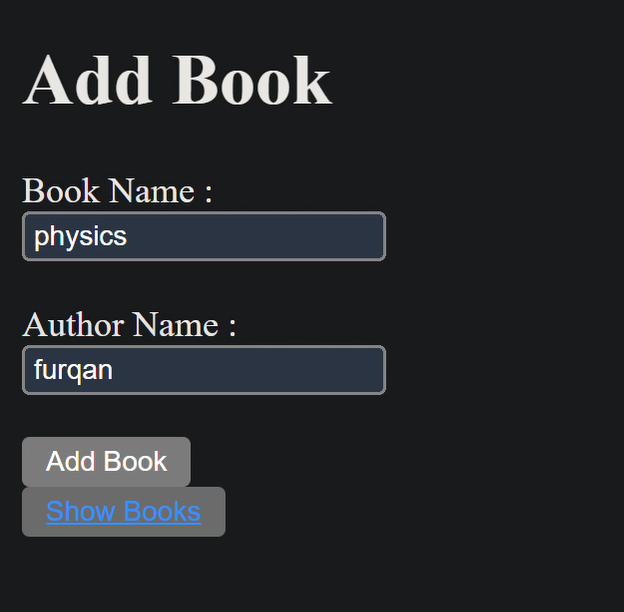 Add Book
Book Name :
physics
Author Name :
furqan
Add Book
Show Books